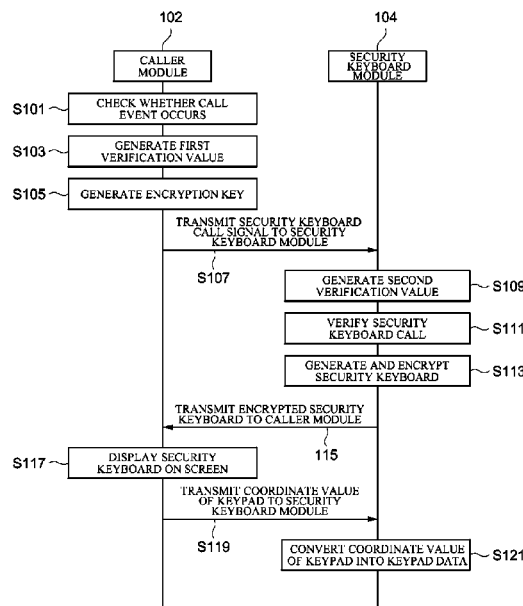 102
104
CALLER
MODULE
SECURITY
KEYBOARD
MODULE
S101
CHECK WHETHER CALL
EVENT OCCURS
S103
GENERATE FIRST
VERIFICATION VALUE
S105
GENERATE ENCRYPTION KEY
TRANSMIT SECURITY KEYBOARD
CALL SIGNAL TO SECURITY
KEYBOARD MODULE
S107
GENERATE SECOND
VERIFICATION VALUE
S109
VERIFY SECURITY
KEYBOARD CALL
S111
GENERATE AND ENCRYPT
SECURITY KEYBOARD
S113
TRANSMIT ENCRYPTED SECURITY
KEYBOARD TO CALLER MODULE
115
S117
DISPLAY SECURITY
KEYBOARD ON SCREEN
TRANSMIT COORDINATE VALUE
OF KEYPAD TO SECURITY
KEYBOARD MODULE
S119
CONVERT COORDINATE VALUE
OF KEYPAD INTO KEYPAD DATA
S121